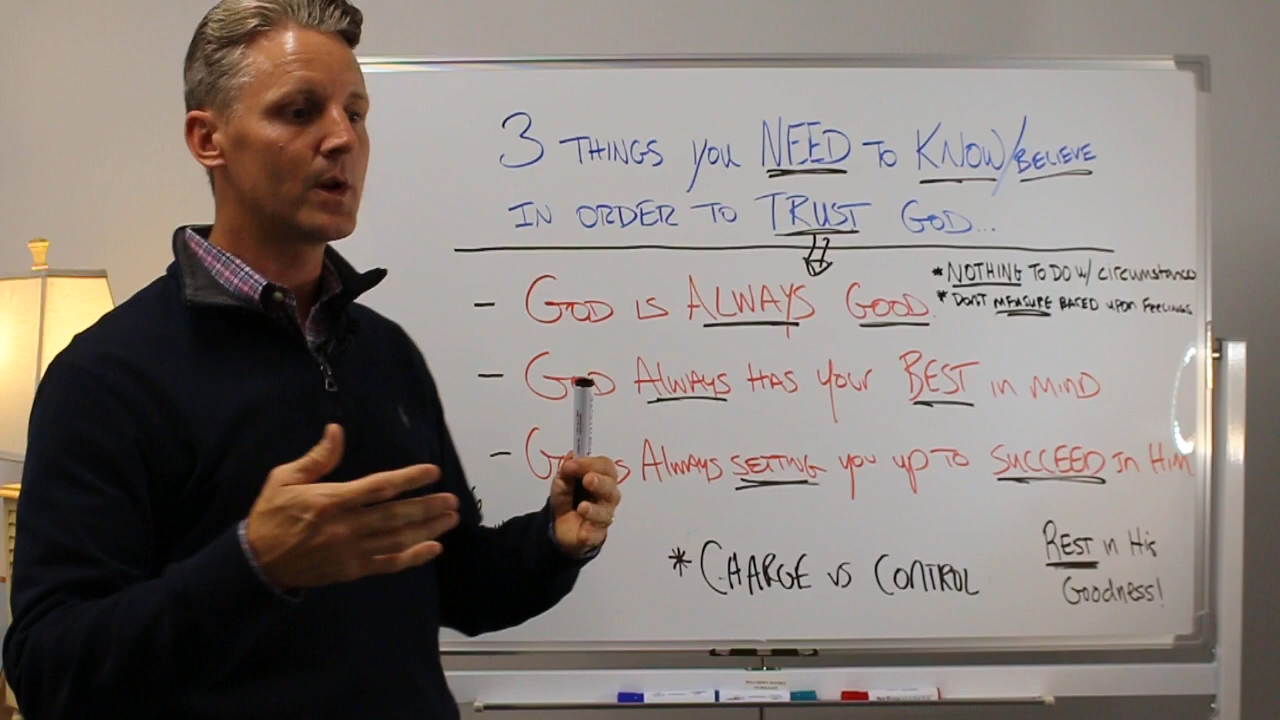 3 THINGS you NEED TO KNOW/BELIEVE
IN ORDER TO TRUST GOD...
* NOTHING TO DO w/ circumstances
* DON'T MEASURE BASED upon Feelings
- GOD IS ALWAYS GOOD.
- GOD ALWAYS HAS your BEST in MIND
- Always SETTING you up TO SUCCEED in Him
* CHARGE vs CONTROL
REST in His
Goodness!